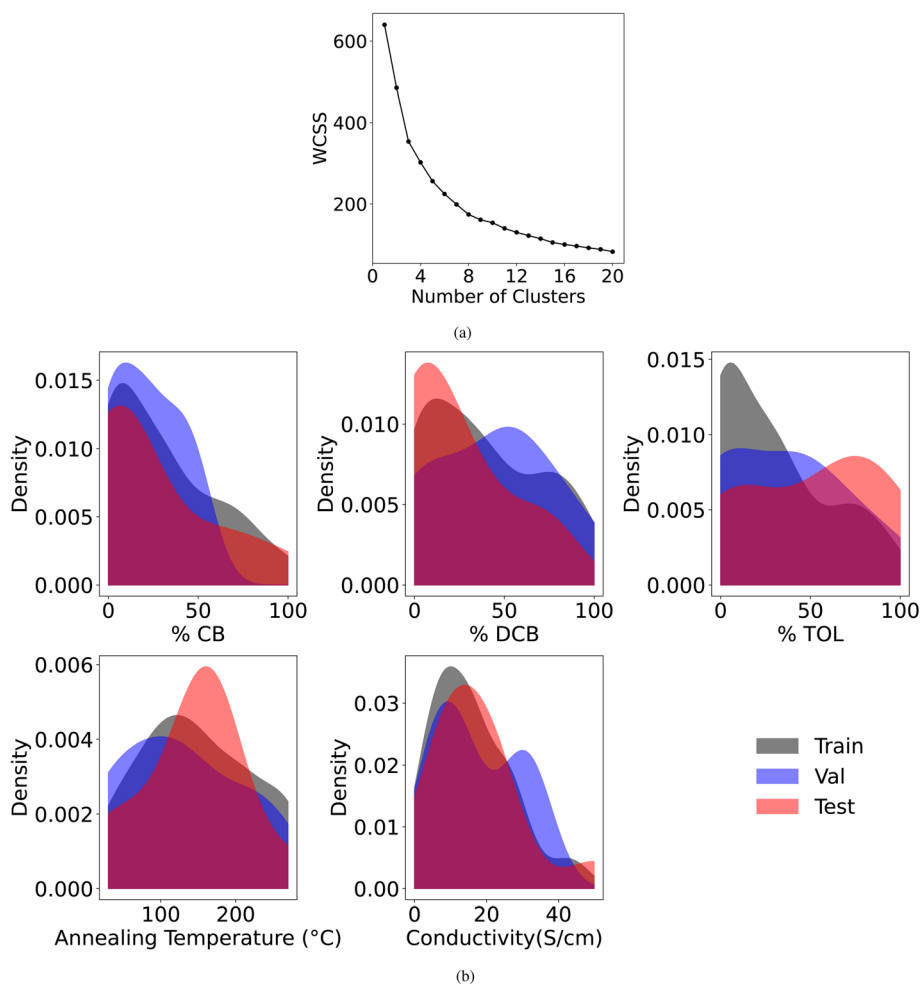 600
400
200
WCSS
0 4 8 12 16 20
Number of Clusters
(a)
0.015
0.010
0.005
0.000
Density
0 50 100
% CB
0.010
0.005
0.000
Density
0 50 100
% DCB
0.015
0.010
0.005
0.000
Density
0 50 100
% TOL
0.006
0.004
0.002
0.000
Density
100 200
Annealing Temperature (°C)
0.03
0.02
0.01
0.00
Density
0 20 40
Conductivity(S/cm)
Train
Val
Test
(b)